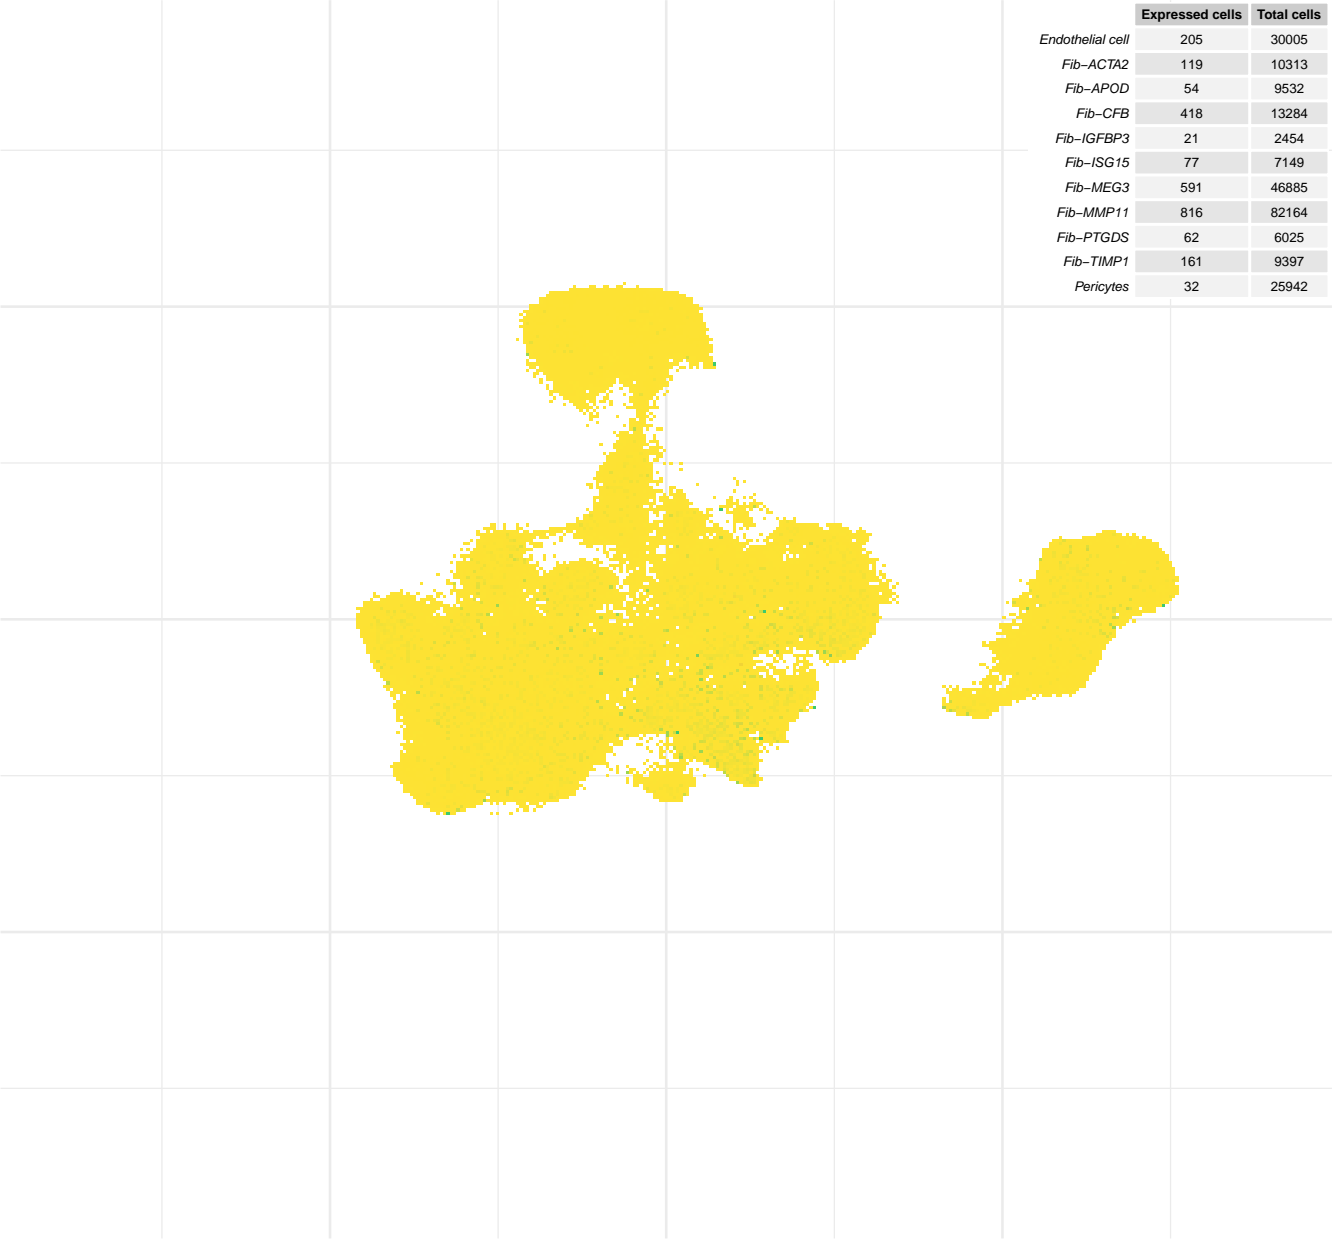 Expressed cells Total cells
Endothelial cell 205 30005
Fib−ACTA2 119 10313
Fib−APOD 54 9532
Fib−CFB 418 13284
Fib−IGFBP3 21 2454
Fib−ISG15 77 7149
Fib−MEG3 591 46885
Fib−MMP11 816 82164
Fib−PTGDS 62 6025
Fib−TIMP1 161 9397
Pericytes 32 25942